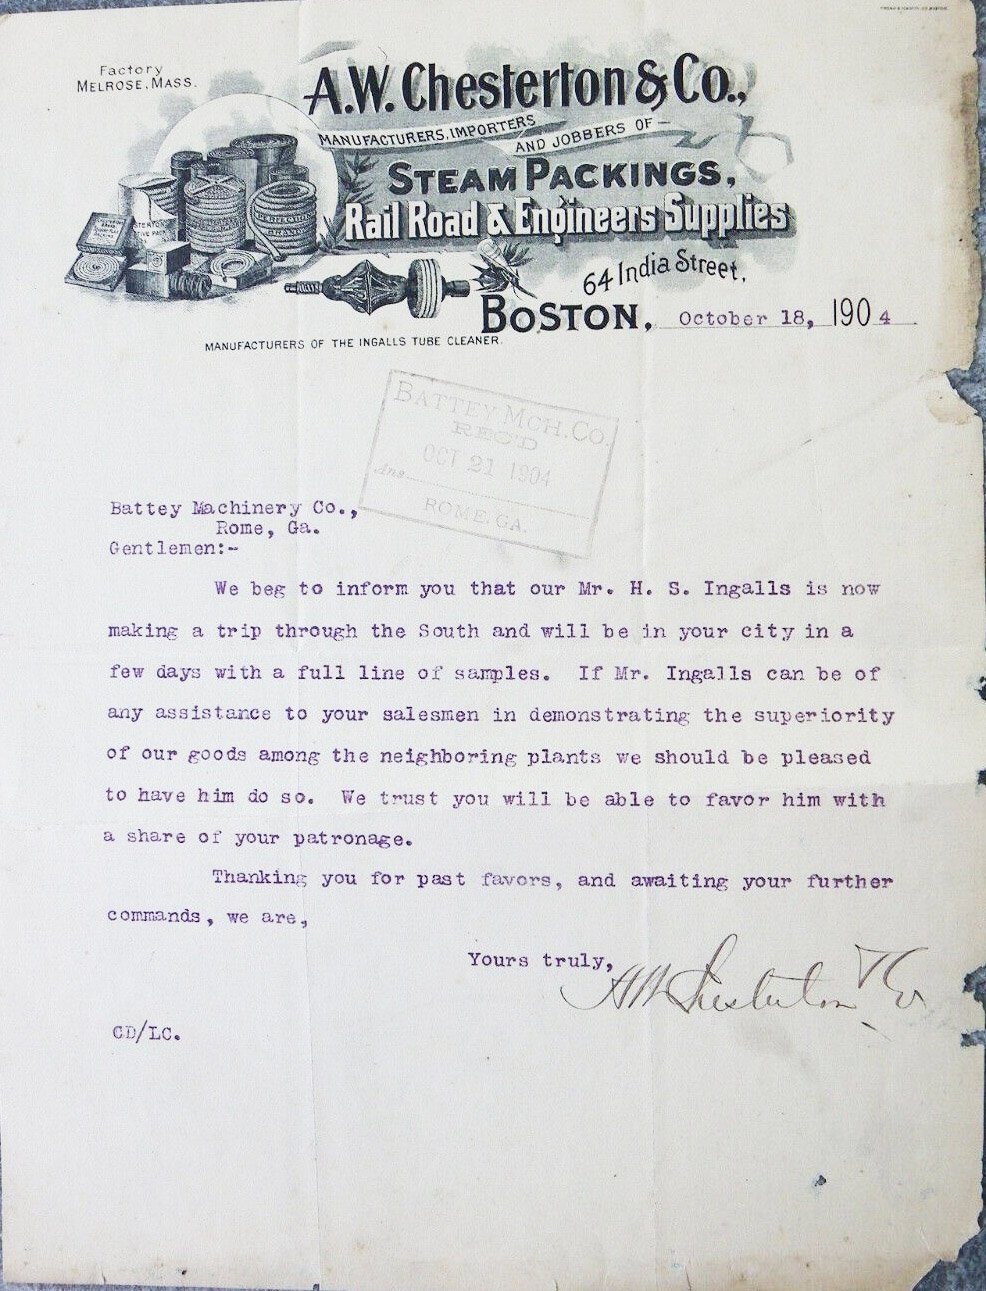 Factory
MELROSE, MASS.
A.W. Chesterton & Co.,
MANUFACTURERS, IMPORTERS
AND JOBBERS OF
STEAM PACKINGS,
Rail Road & Engineers Supplies
PERFECTION
BRAND
64 India Street,
BOSTON, October 18, 1904
MANUFACTURERS OF THE INGALLS TUBE CLEANER.
BATTEY MCH. CO.
REC'D
OCT 21 1904
Ans
ROME, GA.
Battey Machinery Co.,
Rome, Ga.
Gentlemen:-
We beg to inform you that our Mr. H. S. Ingalls is now
making a trip through the South and will be in your city in a
few days with a full line of samples. If Mr. Ingalls can be of
any assistance to your salesmen in demonstrating the superiority
of our goods among the neighboring plants we should be pleased
to have him do so. We trust you will be able to favor him with
a share of your patronage.
Thanking you for past favors, and awaiting your further
commands, we are,
Yours truly,
AW Chesterton & Co
CD/LC.